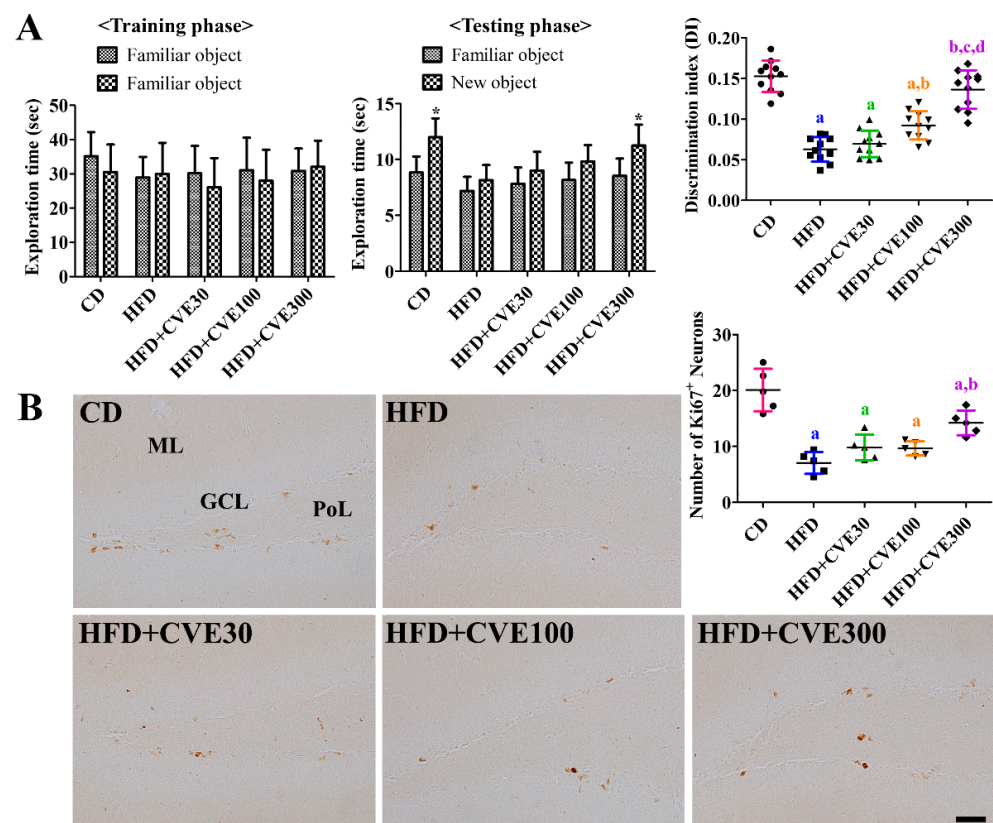 A
<Training phase>
Familiar object
Familiar object
Exploration time (sec)
50
40
30
20
10
0
CD
HFD
HFD+CVE30
HFD+CVE100
HFD+CVE300
<Testing phase>
Familiar object
New object
Exploration time (sec)
15
10
5
0
*
*
CD
HFD
HFD+CVE30
HFD+CVE100
HFD+CVE300
Discrimination index (DI)
0.20
0.15
0.10
0.05
0.00
a
a
a,b
b,c,d
CD
HFD
HFD+CVE30
HFD+CVE100
HFD+CVE300
B
CD
ML
GCL
PoL
HFD
Number of Ki67+ Neurons
30
20
10
0
a
a
a
a,b
CD
HFD
HFD+CVE30
HFD+CVE100
HFD+CVE300
HFD+CVE30
HFD+CVE100
HFD+CVE300